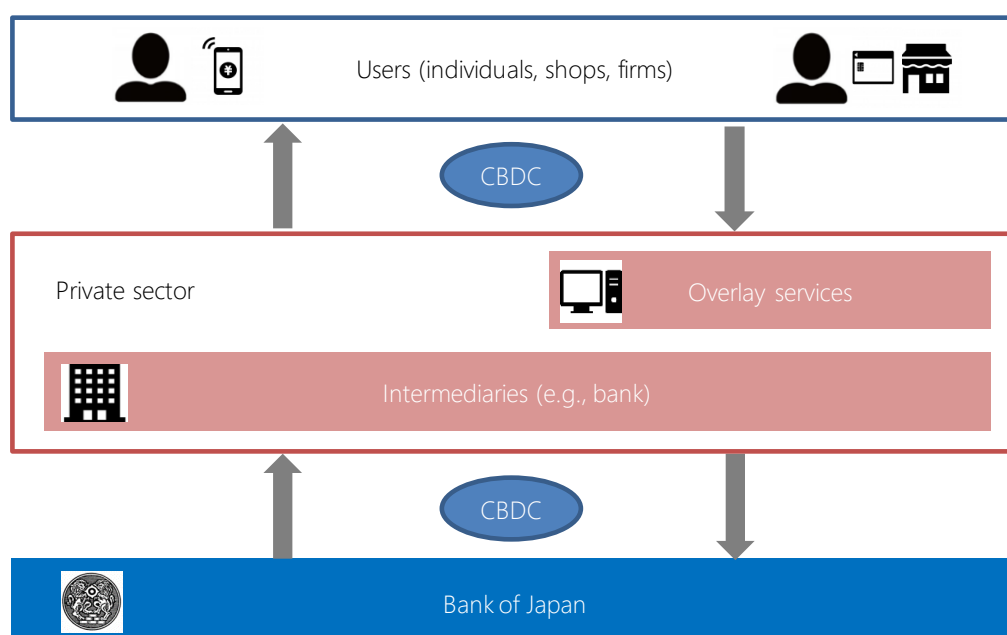 Users (individuals, shops, firms)
CBDC
Private sector
Overlay services
Intermediaries (e.g., bank)
CBDC
Bank of Japan